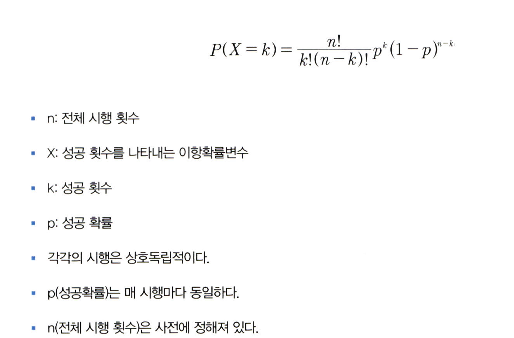 P(X = k) = n! / k!(n − k)! p^k (1 − p)^{n−k}
▪ n: 전체 시행 횟수
▪ X: 성공 횟수를 나타내는 이항확률변수
▪ k: 성공 횟수
▪ p: 성공 확률
▪ 각각의 시행은 상호독립적이다.
▪ p(성공확률)는 매 시행마다 동일하다.
▪ n(전체 시행 횟수)은 사전에 정해져 있다.